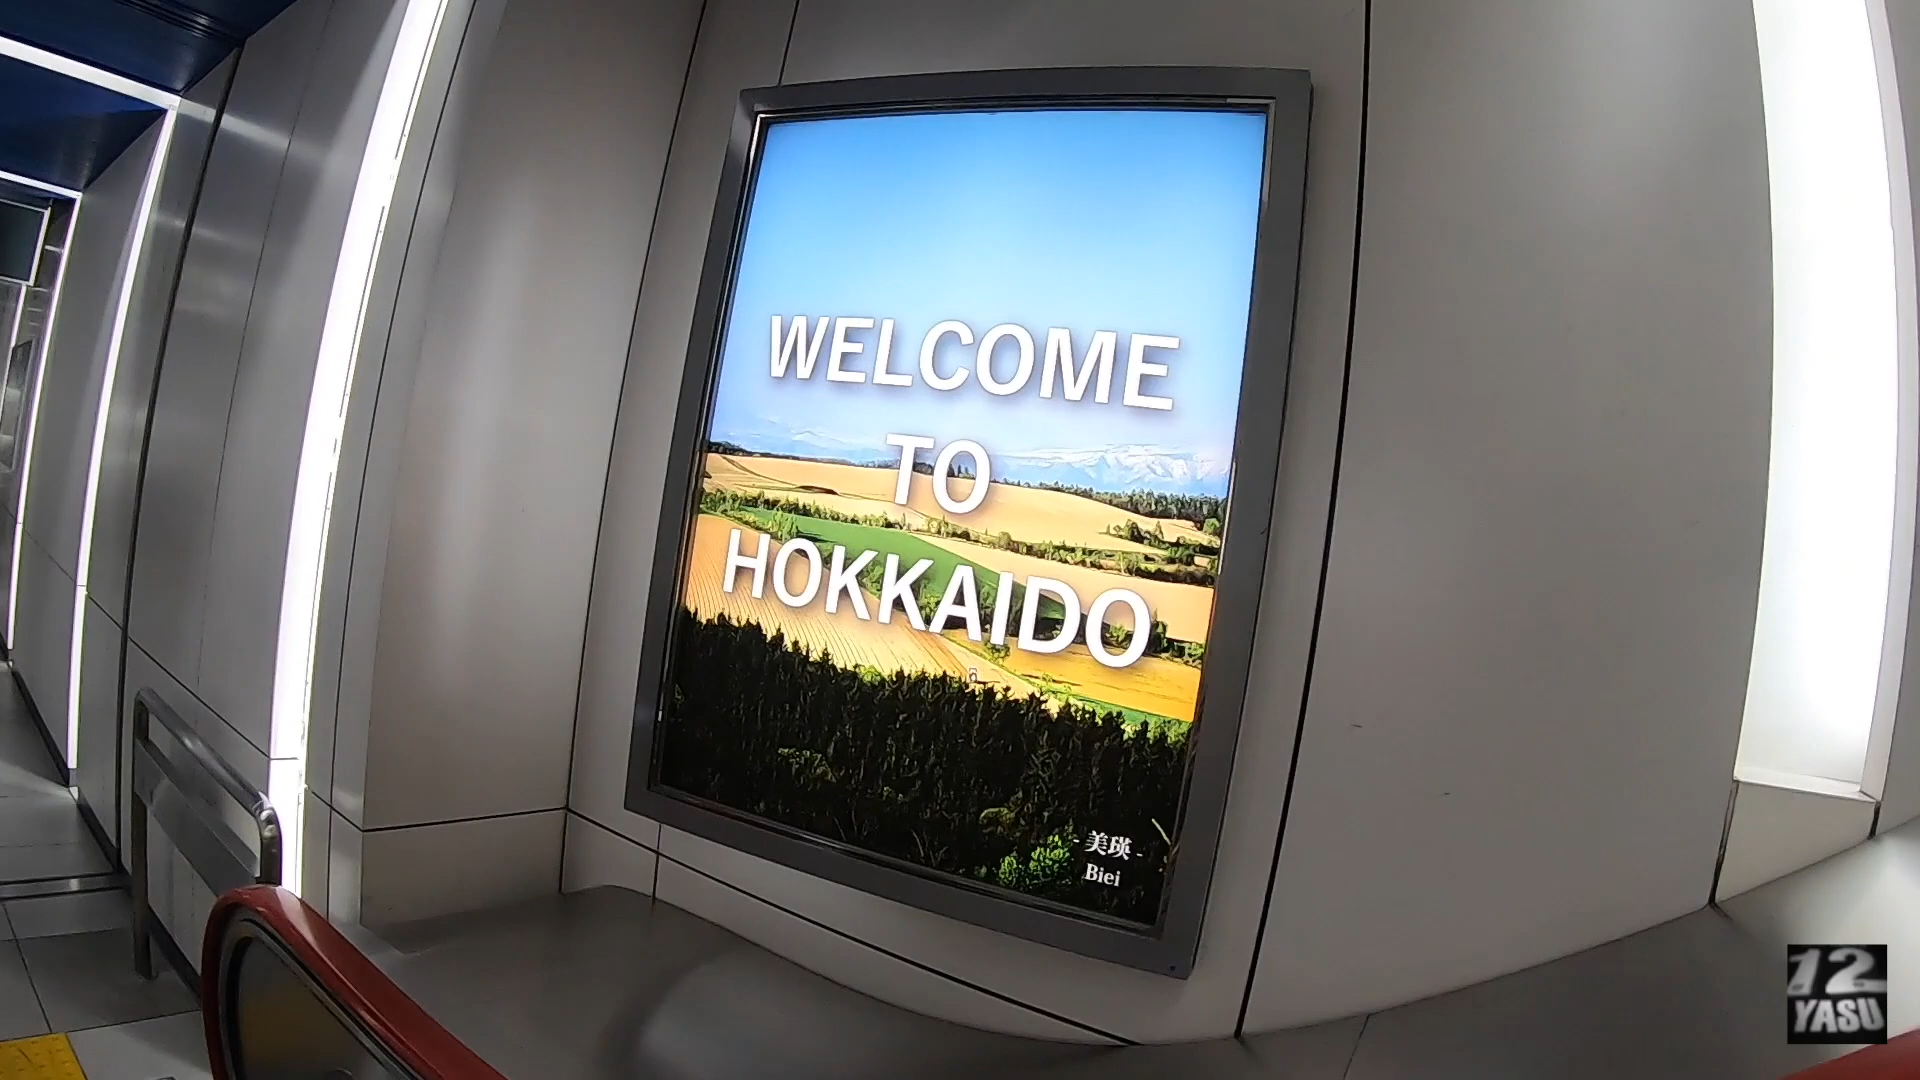 WELCOME
TO
HOKKAIDO
- 美瑛 -
Biei
12
YASU